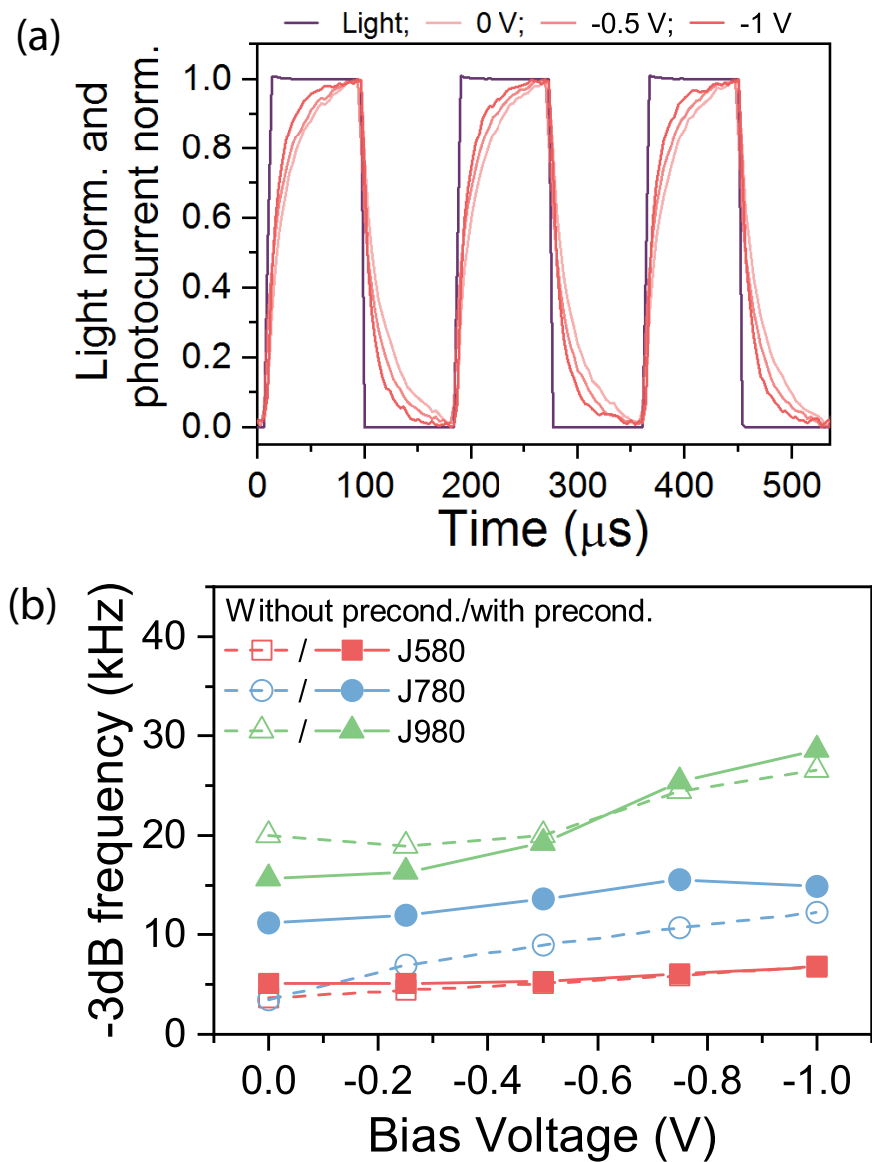 (a)
Light; 0 V; -0.5 V; -1 V
Light norm. and
photocurrent norm.
1.0
0.8
0.6
0.4
0.2
0.0
0 100 200 300 400 500
Time (μs)
(b)
Without precond./with precond.
/ J580
/ J780
/ J980
-3dB frequency (kHz)
40
30
20
10
0
0.0 -0.2 -0.4 -0.6 -0.8 -1.0
Bias Voltage (V)